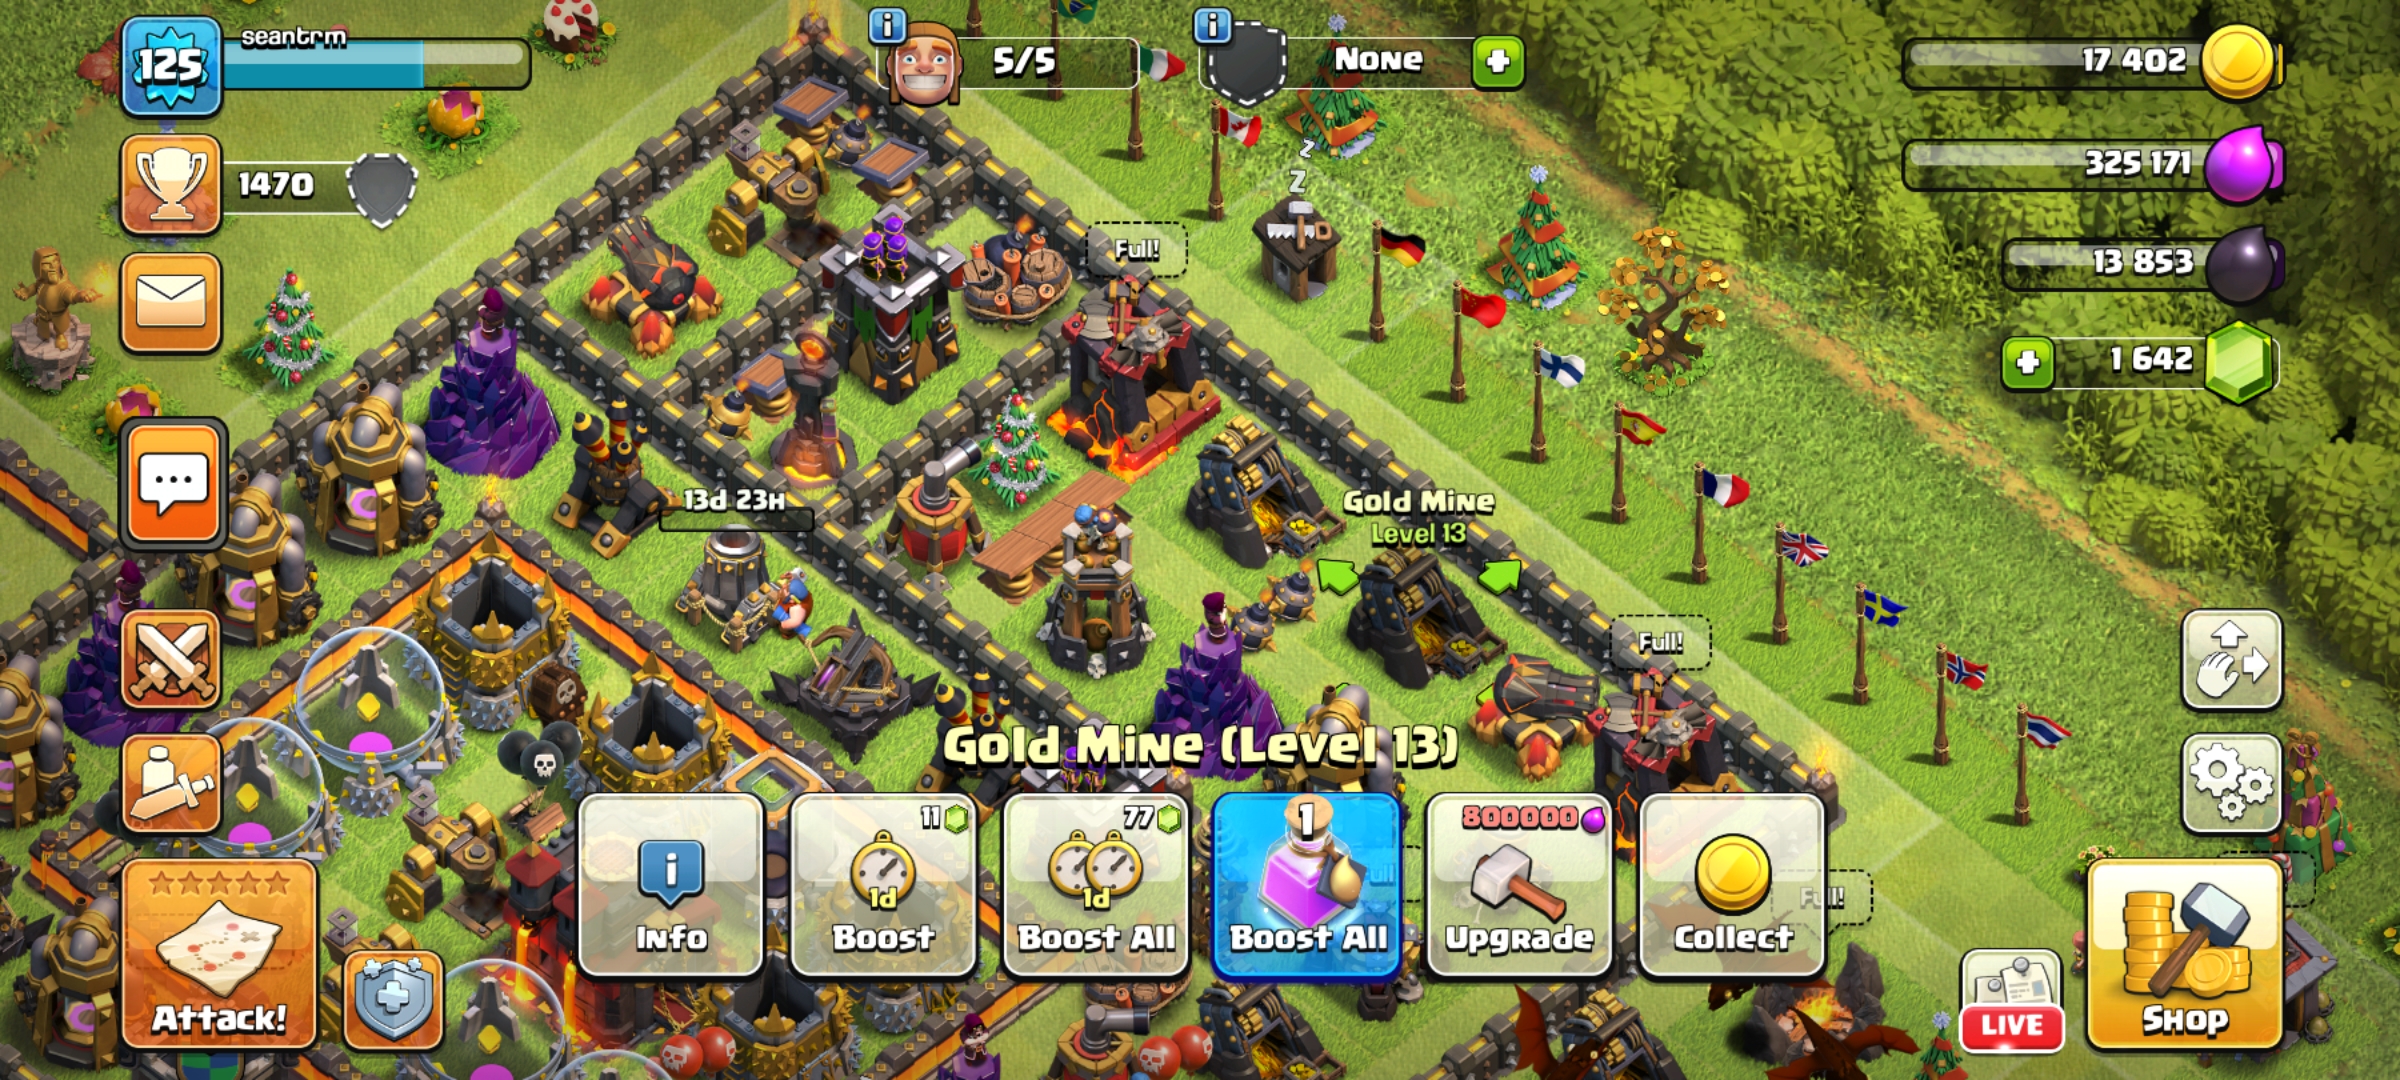 125
seantrm
5/5
None
17 402
325 171
13 853
1 642
1470
z
Z
Full!
13d 23H
Gold Mine
Level 13
Full!
Gold Mine (Level 13)
Info
11
1d
Boost
77
1d
Boost All
1
Boost All
800000
Upgrade
Collect
Full!
Attack!
LIVE
Shop